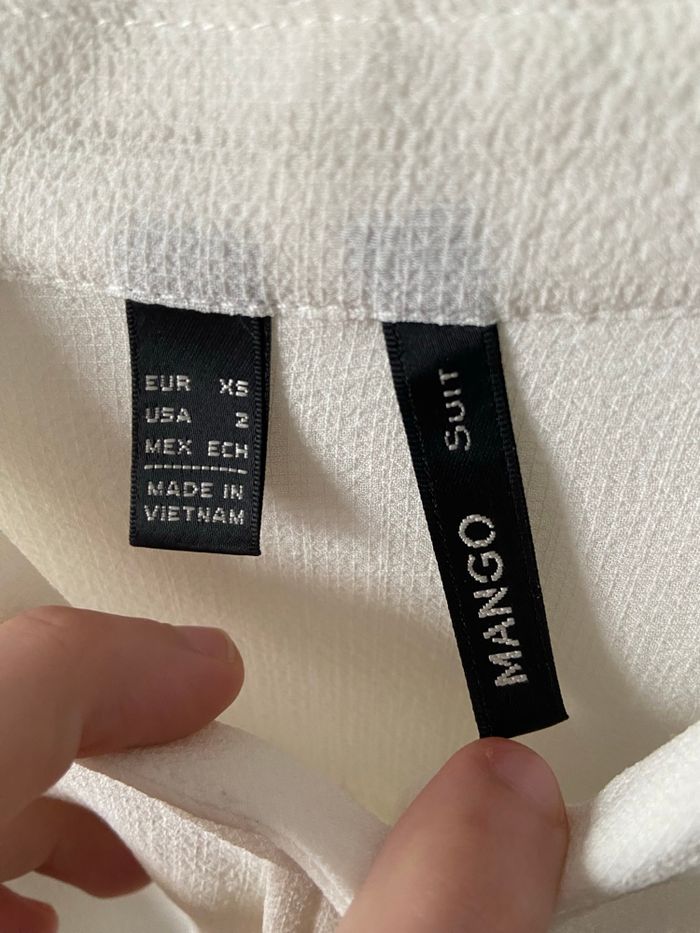 EUR XS
USA 2
MEX ECH
MADE IN
VIETNAM
MANGO SUIT